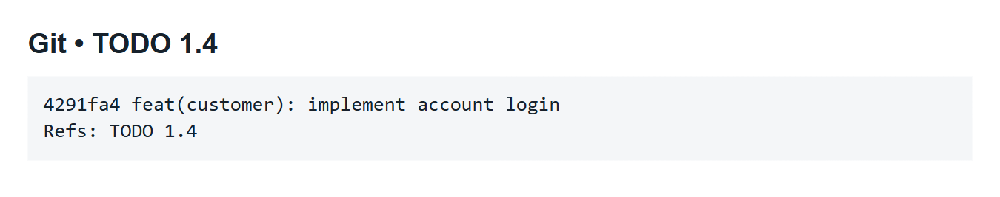 Git • TODO 1.4
4291fa4 feat(customer): implement account login
Refs: TODO 1.4